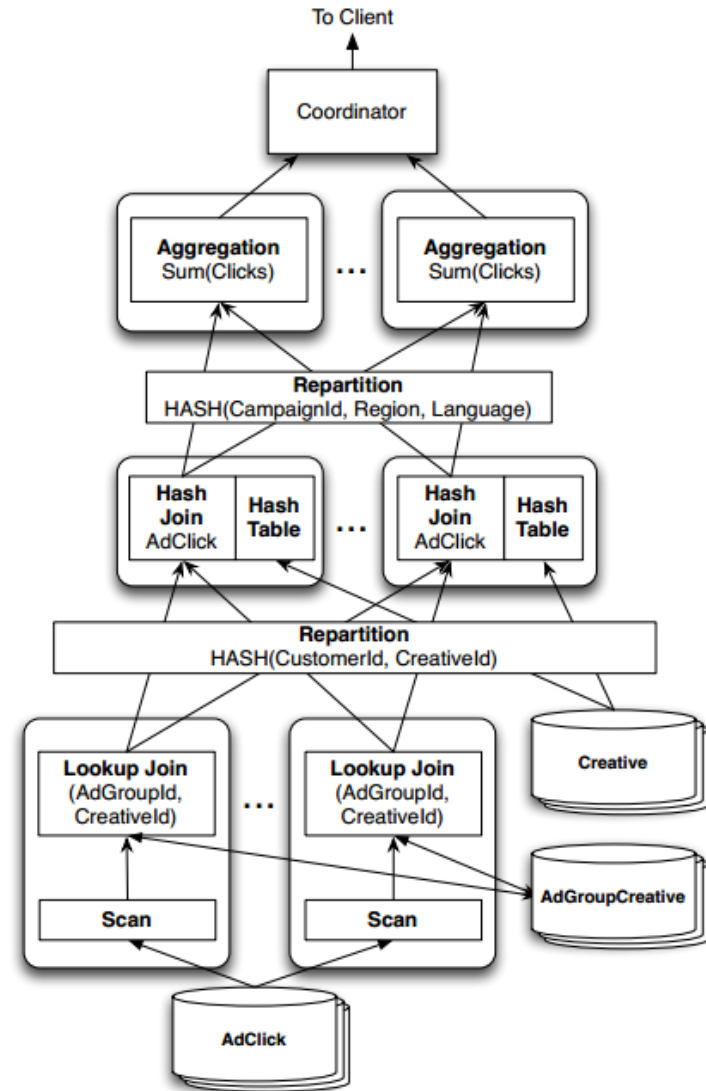 To Client
Coordinator
Aggregation
Sum(Clicks)
...
Aggregation
Sum(Clicks)
Repartition
HASH(CampaignId, Region, Language)
Hash
Join
AdClick
Hash
Table
...
Hash
Join
AdClick
Hash
Table
Repartition
HASH(CustomerId, CreativeId)
Lookup Join
(AdGroupId,
CreativeId)
...
Lookup Join
(AdGroupId,
CreativeId)
Creative
AdGroupCreative
Scan
Scan
AdClick